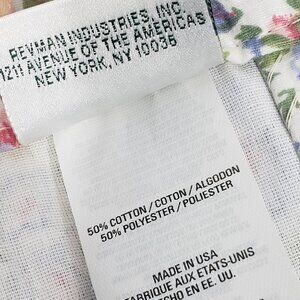 REVMAN INDUSTRIES, INC.
1211 AVENUE OF THE AMERICAS
NEW YORK, NY 10036
50% COTTON / COTON / ALGODON
50% POLYESTER / POLIESTER
MADE IN USA
FABRIQUE AUX ETATS-UNIS
HECHO EN EE. UU.